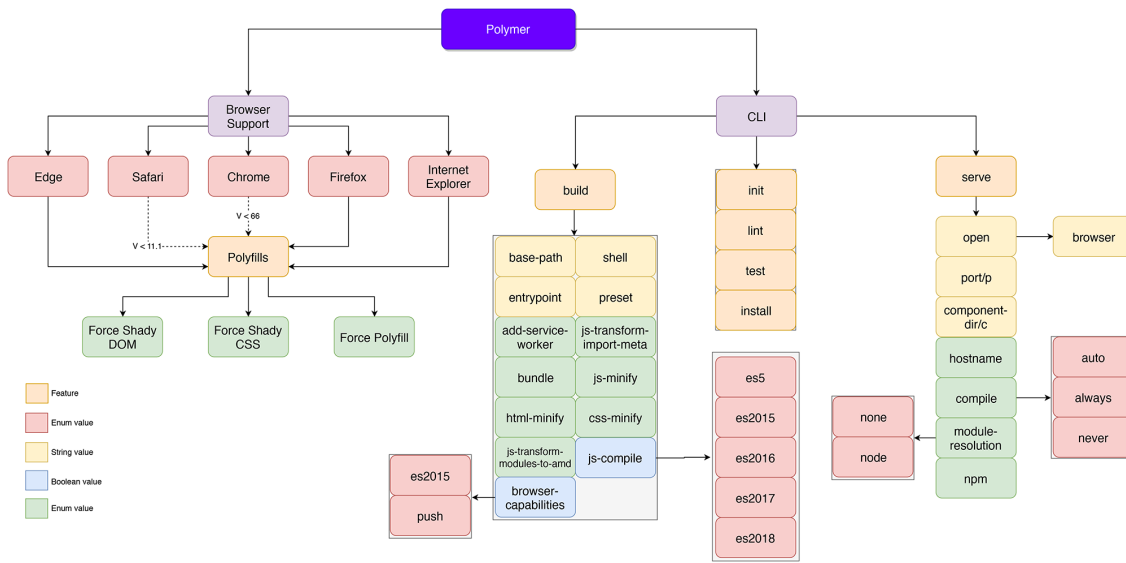 Polymer
Browser
Support
CLI
Edge
Safari
Chrome
Firefox
Internet
Explorer
build
init
serve
V < 66
V < 11.1
Polyfills
lint
test
install
open
browser
port/p
component-
dir/c
hostname
compile
module-
resolution
npm
base-path
shell
entrypoint
preset
add-service-
worker
js-transform-
import-meta
bundle
js-minify
html-minify
css-minify
js-transform-
modules-to-amd
js-compile
browser-
capabilities
Force Shady
DOM
Force Shady
CSS
Force Polyfill
es5
es2015
es2016
es2017
es2018
auto
always
never
none
node
es2015
push
Feature
Enum value
String value
Boolean value
Enum value